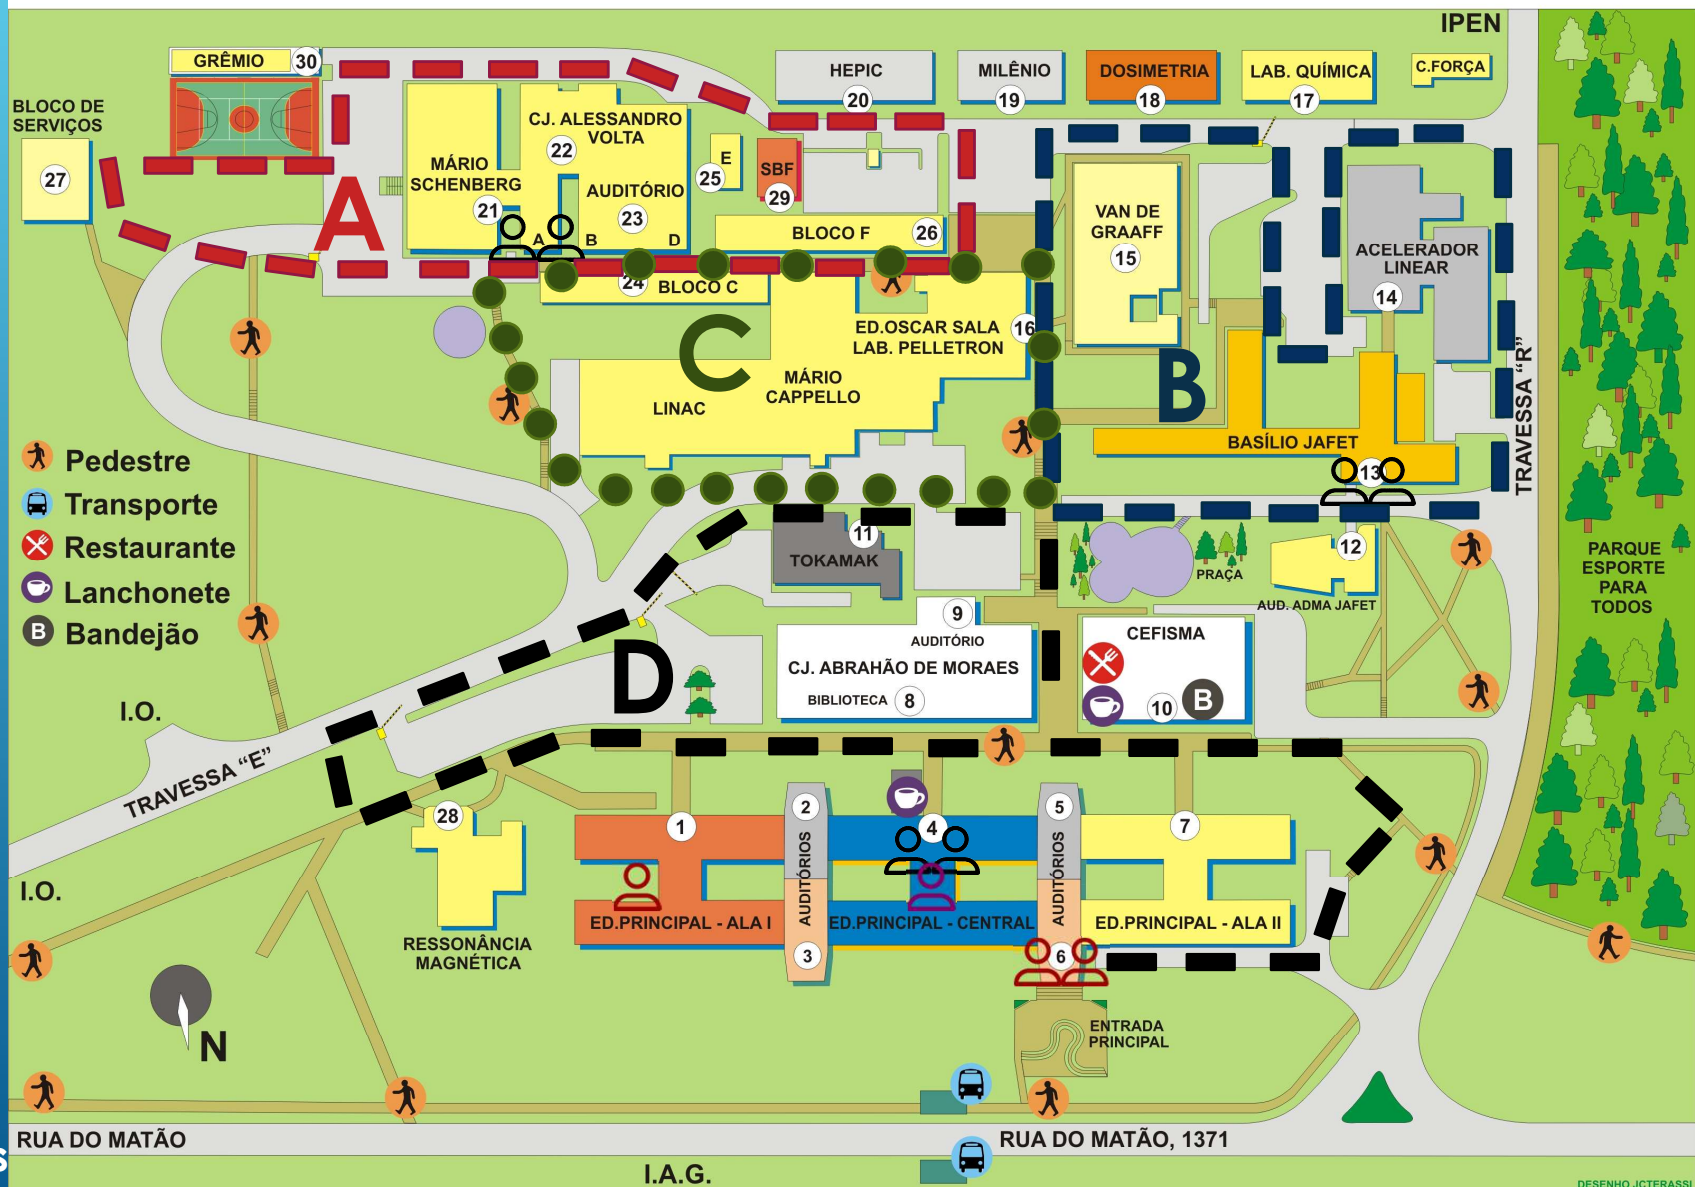 IPEN
GRÊMIO
30
BLOCO DE
SERVIÇOS
27
HEPIC
20
MILÊNIO
19
DOSIMETRIA
18
LAB. QUÍMICA
17
C.FORÇA
CJ. ALESSANDRO
VOLTA
22
MÁRIO
SCHENBERG
21
AUDITÓRIO
23
A
B
D
E
25
SBF
29
BLOCO F
26
A
VAN DE
GRAAFF
15
ACELERADOR
LINEAR
14
24
BLOCO C
C
ED.OSCAR SALA
LAB. PELLETRON
16
MÁRIO
CAPPELLO
LINAC
B
BASÍLIO JAFET
13
TRAVESSA “R”
Pedestre
Transporte
Restaurante
Lanchonete
B
Bandejão
11
TOKAMAK
12
PRAÇA
AUD. ADMA JAFET
PARQUE
ESPORTE
PARA
TODOS
9
AUDITÓRIO
CJ. ABRAHÃO DE MORAES
BIBLIOTECA
8
CEFISMA
10
B
D
I.O.
TRAVESSA “E”
I.O.
28
RESSONÂNCIA
MAGNÉTICA
1
2
AUDITÓRIOS
3
4
5
AUDITÓRIOS
6
7
ED.PRINCIPAL - ALA I
ED.PRINCIPAL - CENTRAL
ED.PRINCIPAL - ALA II
N
ENTRADA
PRINCIPAL
RUA DO MATÃO
RUA DO MATÃO, 1371
I.A.G.
DESENHO JCTERASSI